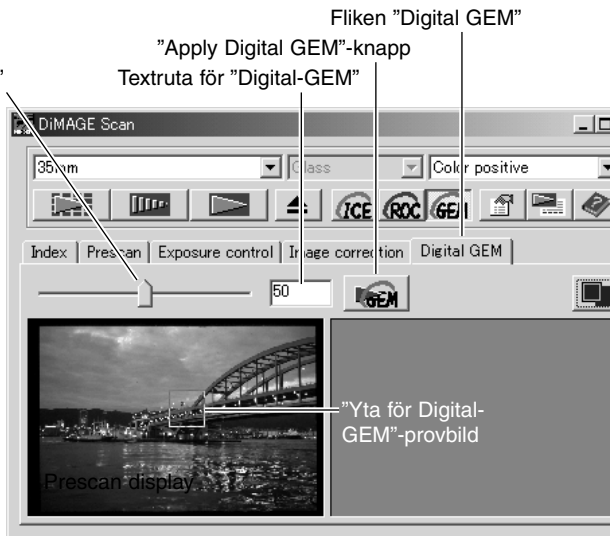 Fliken ”Digital GEM”
”Apply Digital GEM”-knapp
”
Textruta för ”Digital-GEM”
DiMAGE Scan
35mm
Glass
Color positive
ICE
ROC
GEM
Index
Prescan
Exposure control
Image correction
Digital GEM
50
GEM
”Yta för Digital-
GEM”-provbild
Prescan display